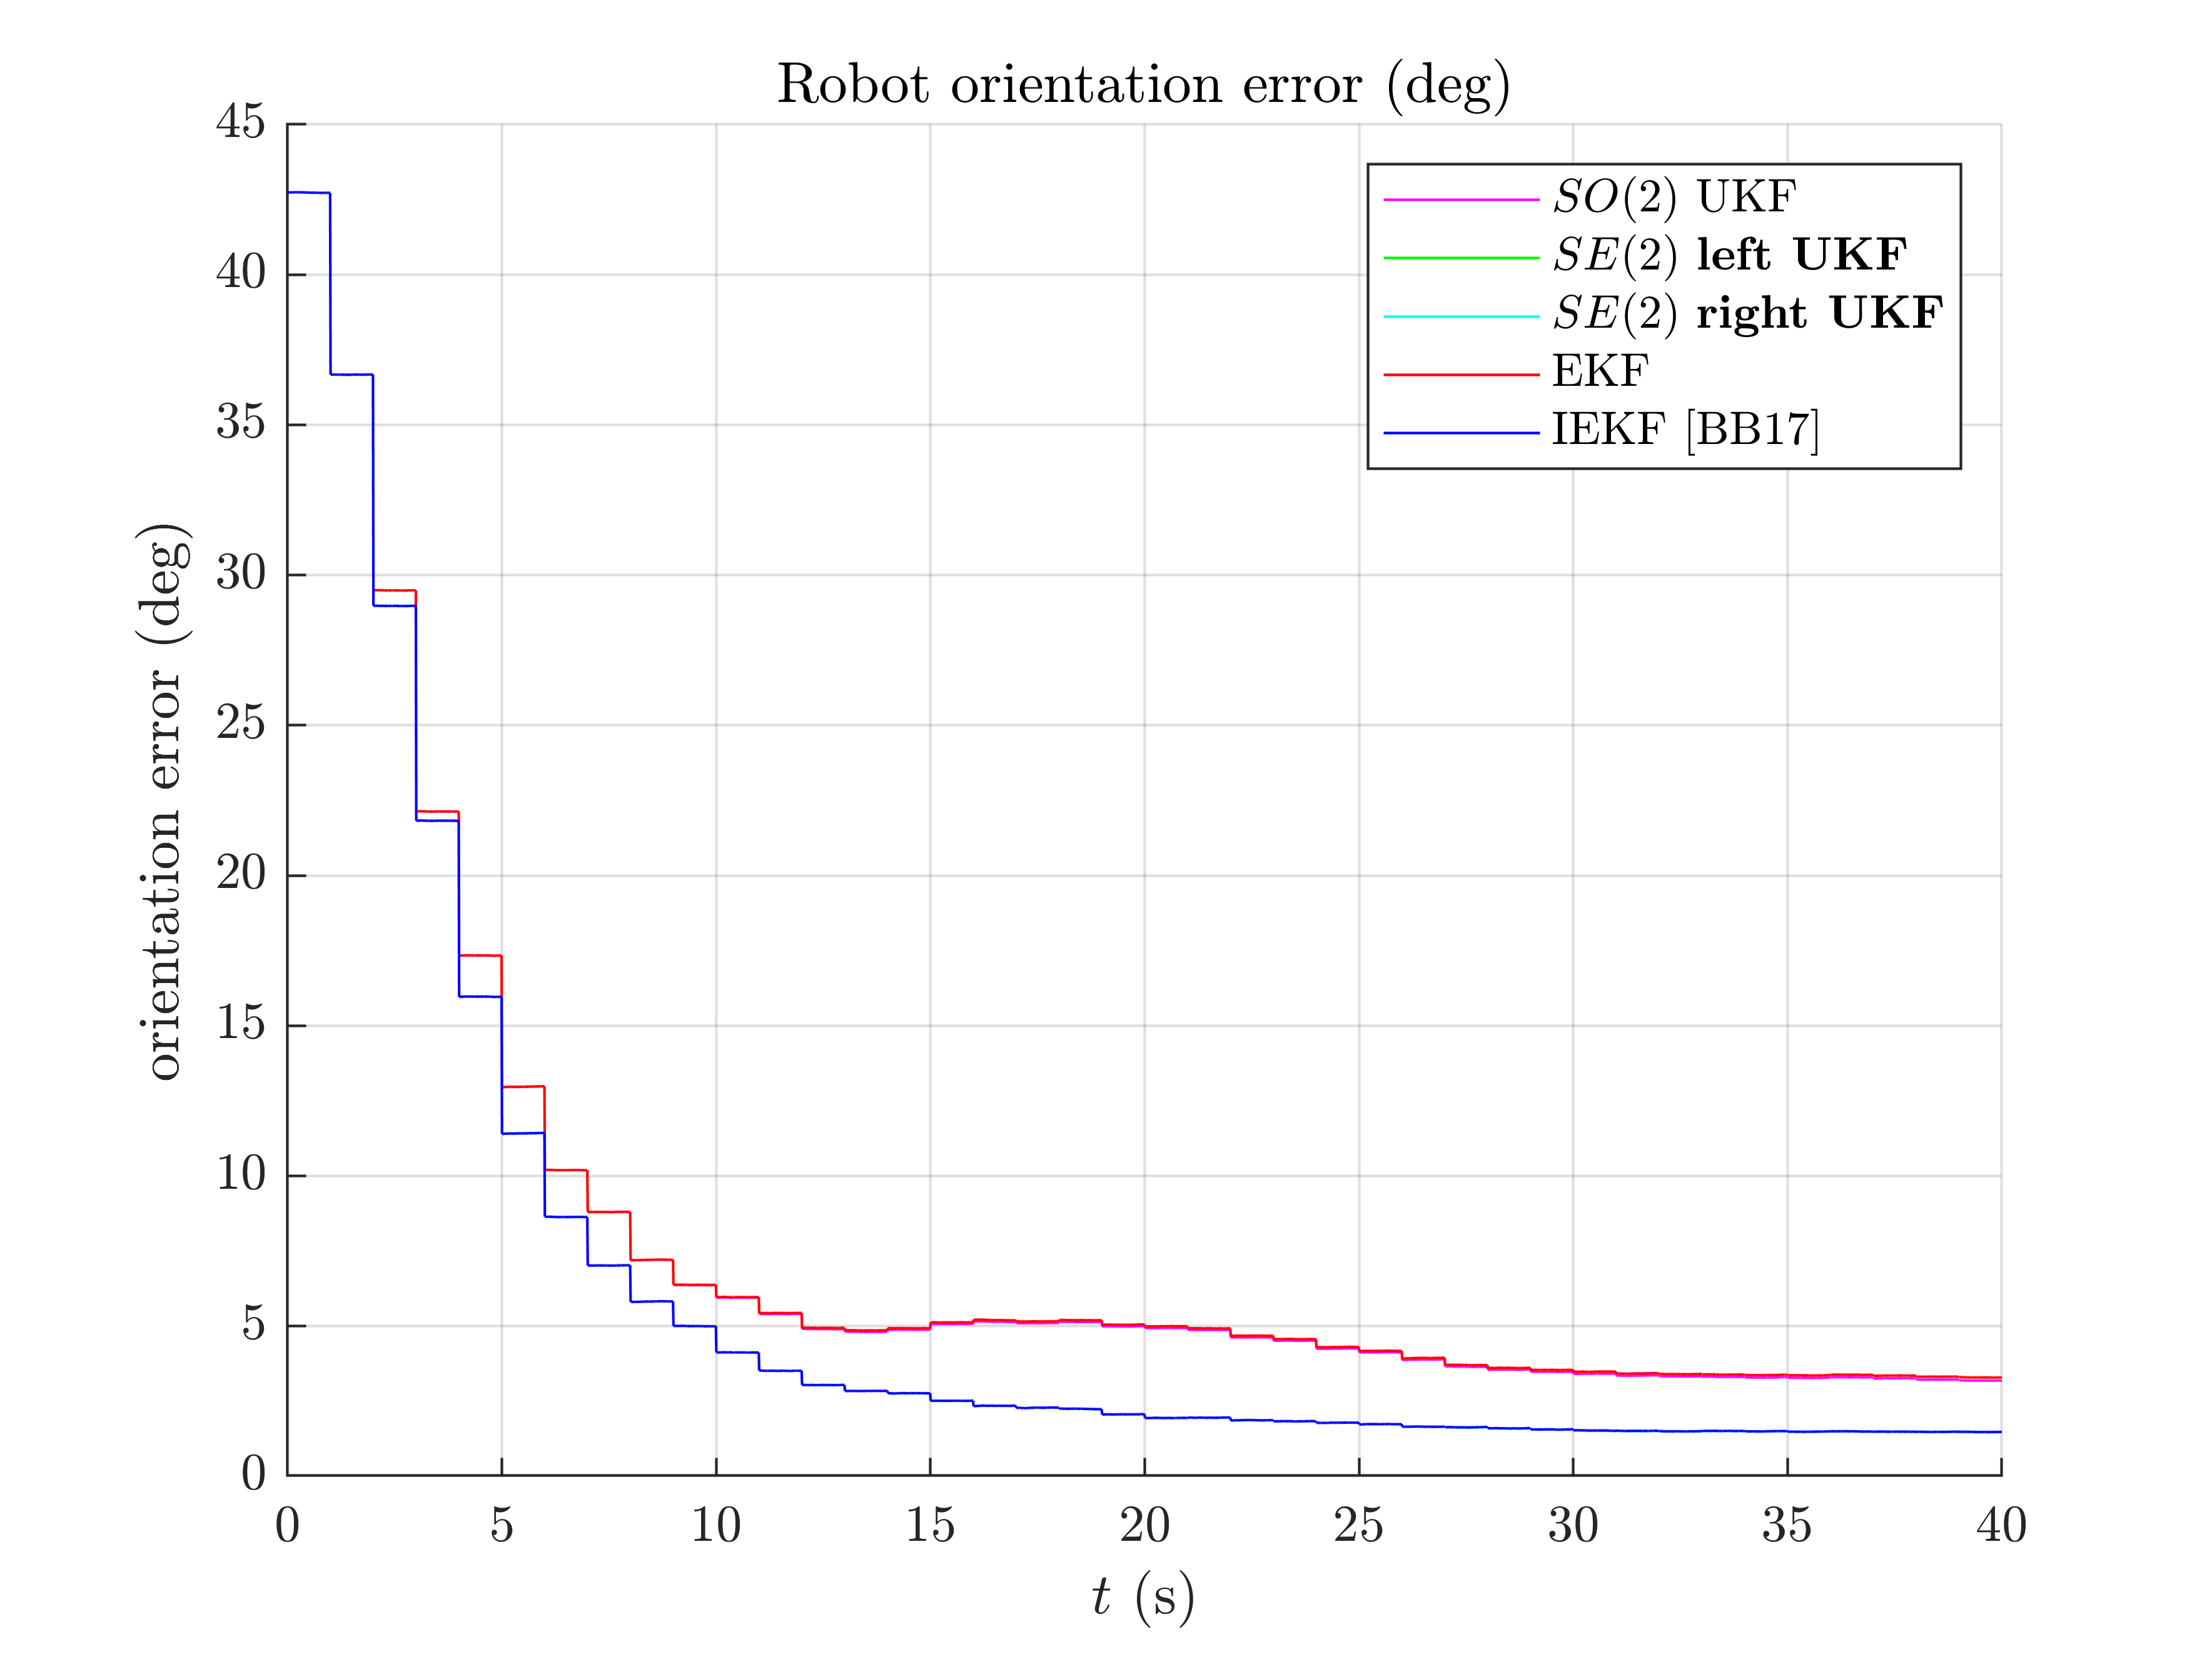 Robot orientation error (deg)
45
40
35
30
25
20
15
10
5
0
orientation error (deg)
SO(2) UKF
SE(2) left UKF
SE(2) right UKF
EKF
IEKF [BB17]
0 5 10 15 20 25 30 35 40
t (s)